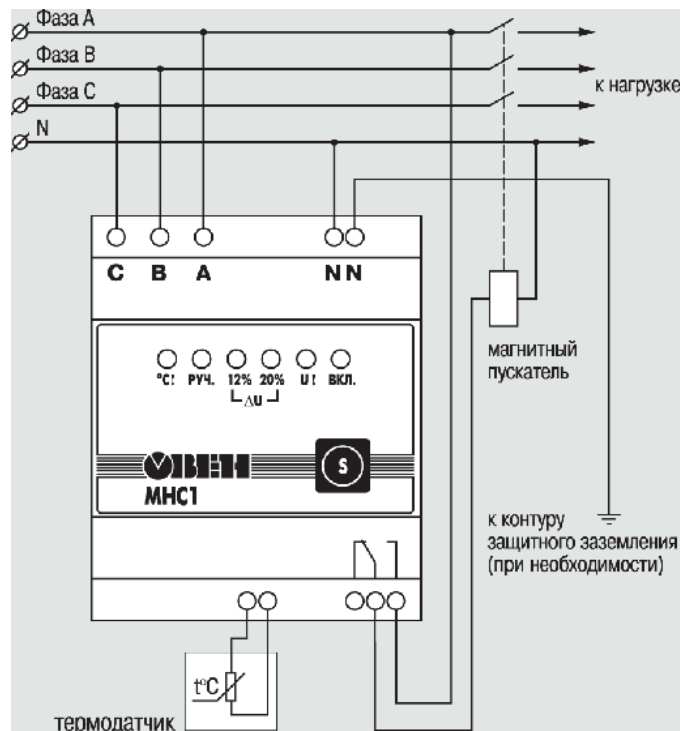 Фаза А
Фаза В
Фаза С
к нагрузке
N
C B A N N
магнитный
пускатель
°C! РУЧ. 12% 20% U! ВКЛ.
ΔU
ОВЕН
S
МНС1
к контуру
защитного заземления
(при необходимости)
t°C
термодатчик